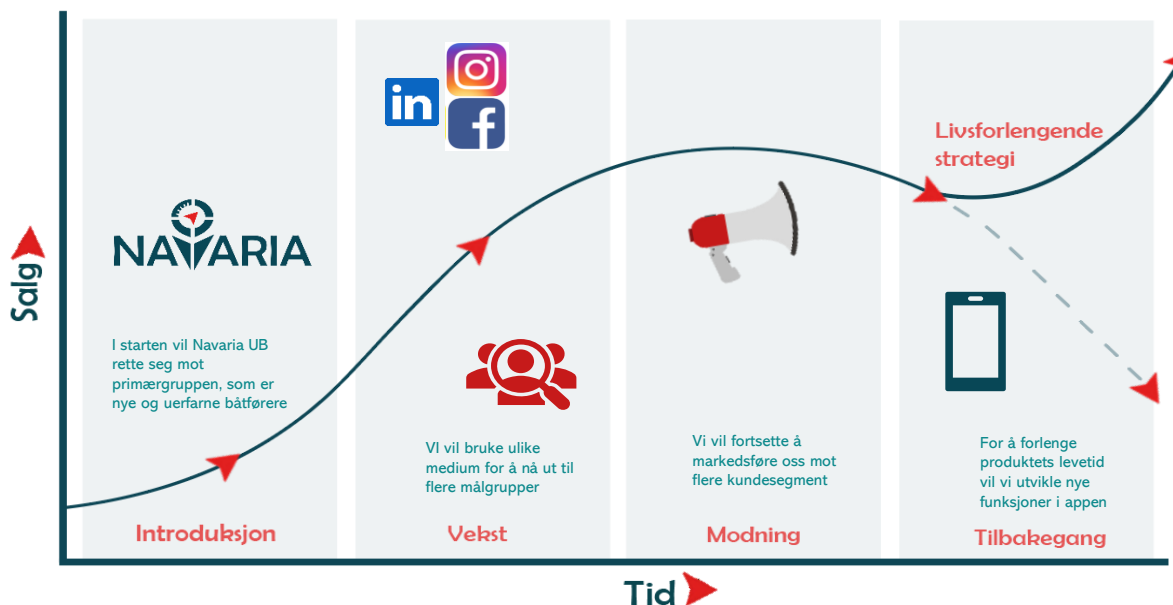 Salg
NAVARIA
I starten vil Navaria UB
rette seg mot
primærgruppen, som er
nye og uerfarne båtførere
Introduksjon
in
f
VI vil bruke ulike
medium for å nå ut til
flere målgrupper
Vekst
Vi vil fortsette å
markedsføre oss mot
flere kundesegment
Modning
Livsforlengende
strategi
For å forlenge
produktets levetid
vil vi utvikle nye
funksjoner i appen
Tilbakegang
Tid